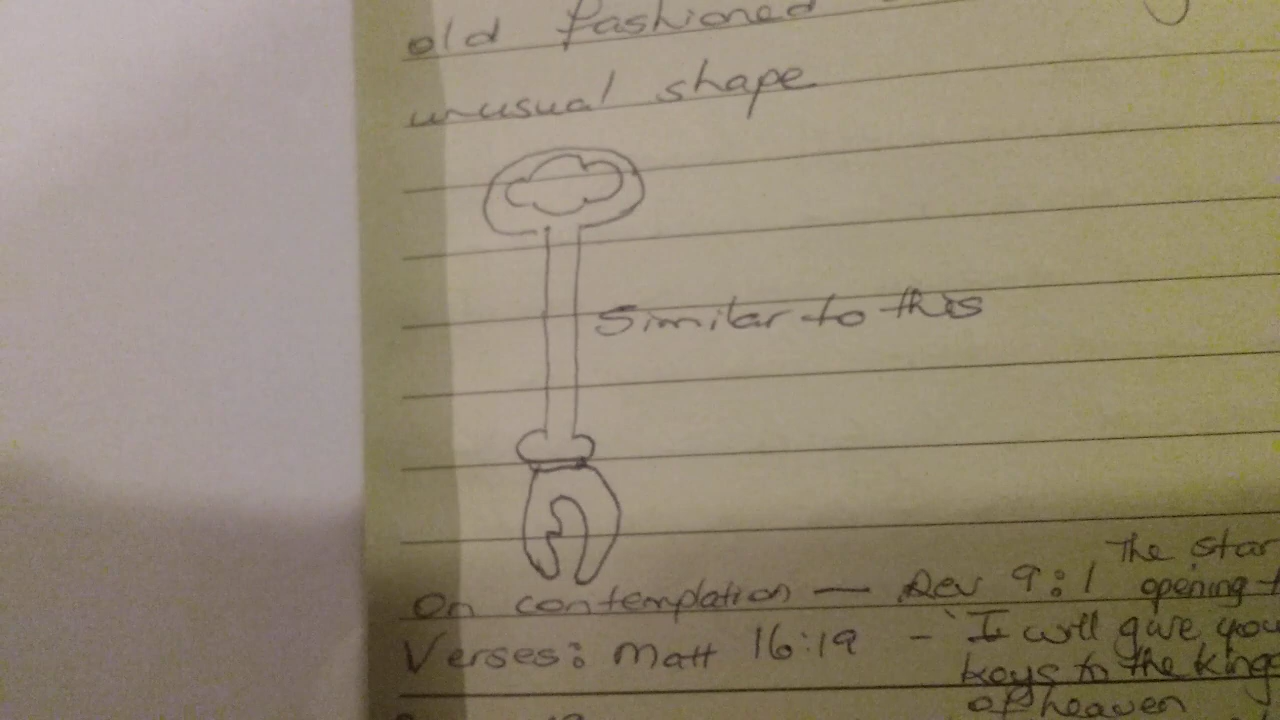 old fashioned
unusual shape
Similar to this
The star
On contemplation — Rev 9:1 opening
Verses: Matt 16:19 - "I will give you
keys to the king
of heaven